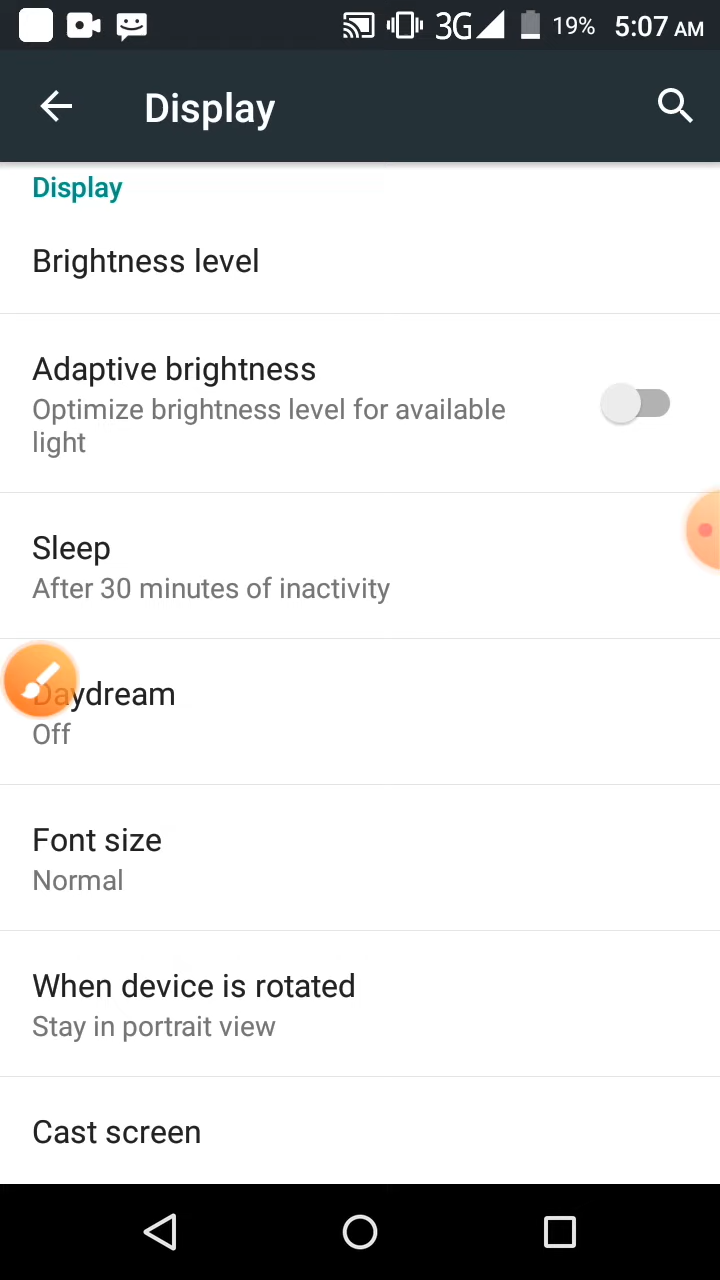 3G 19% 5:07 AM
Display
Display
Brightness level
Adaptive brightness
Optimize brightness level for available
light
Sleep
After 30 minutes of inactivity
Daydream
Off
Font size
Normal
When device is rotated
Stay in portrait view
Cast screen